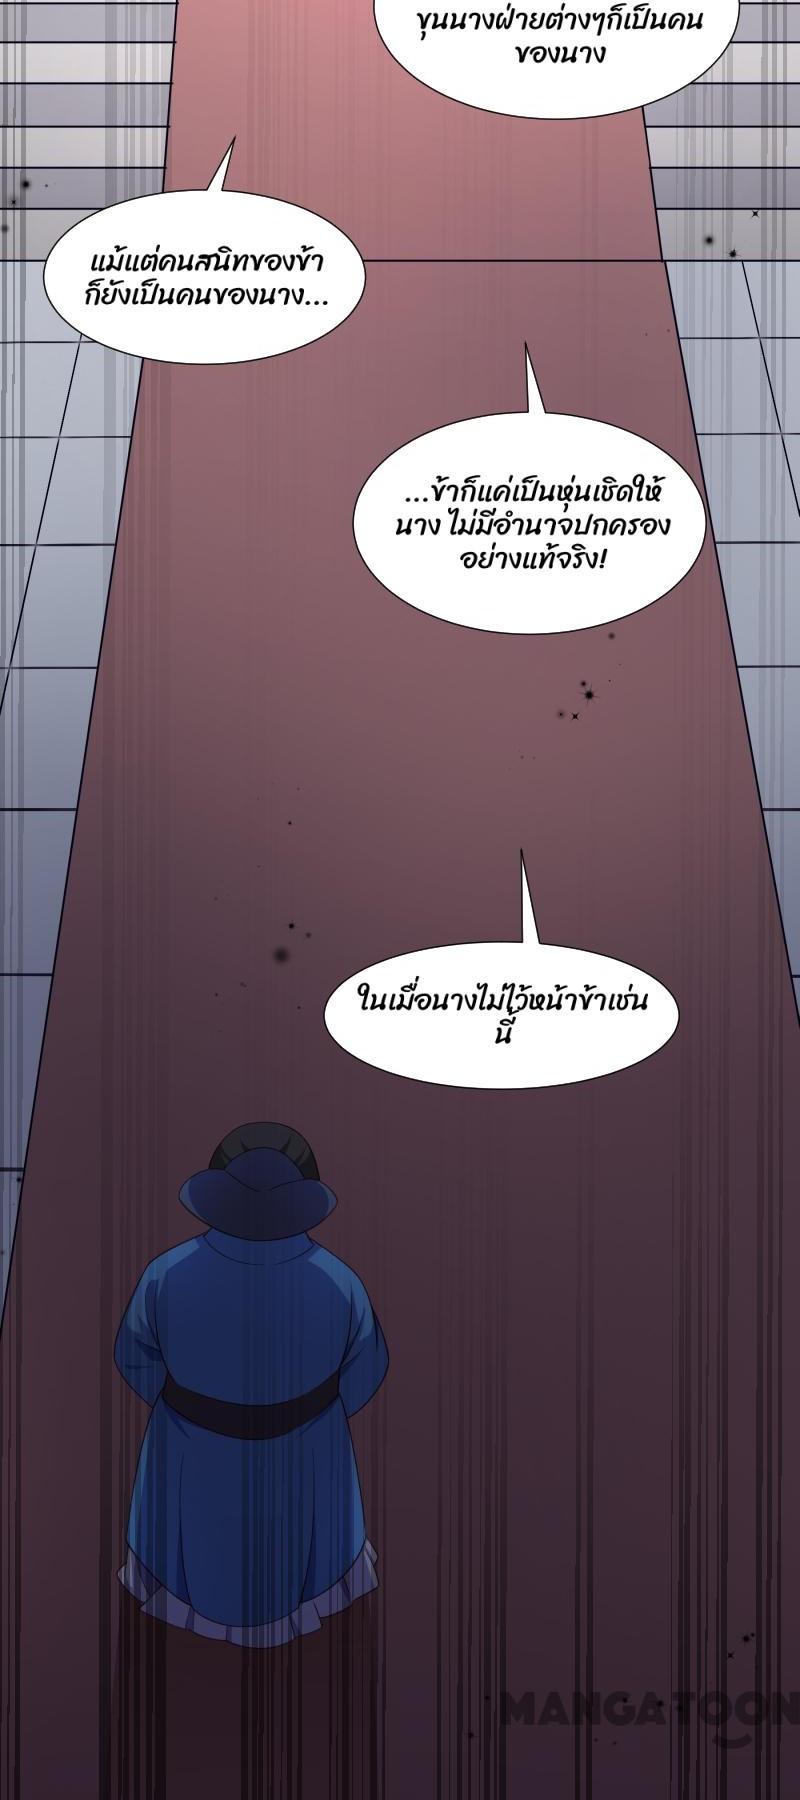 ขุนนางฝ่ายต่างๆก็เป็นคน
ของนาง
แม้แต่คนสนิทของข้า
ก็ยังเป็นคนของนาง...
...ข้าก็แค่เป็นหุ่นเชิดให้
นาง ไม่มีอำนาจปกครอง
อย่างแท้จริง!
ในเมื่อนางไม่ไว้หน้าข้าเช่น
นี้
MANGATOON